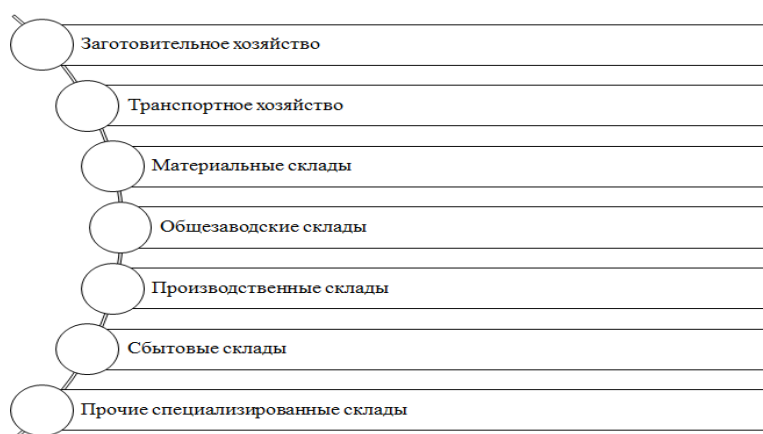 Заготовительное хозяйство
Транспортное хозяйство
Материальные склады
Общезаводские склады
Производственные склады
Сбытовые склады
Прочие специализированные склады